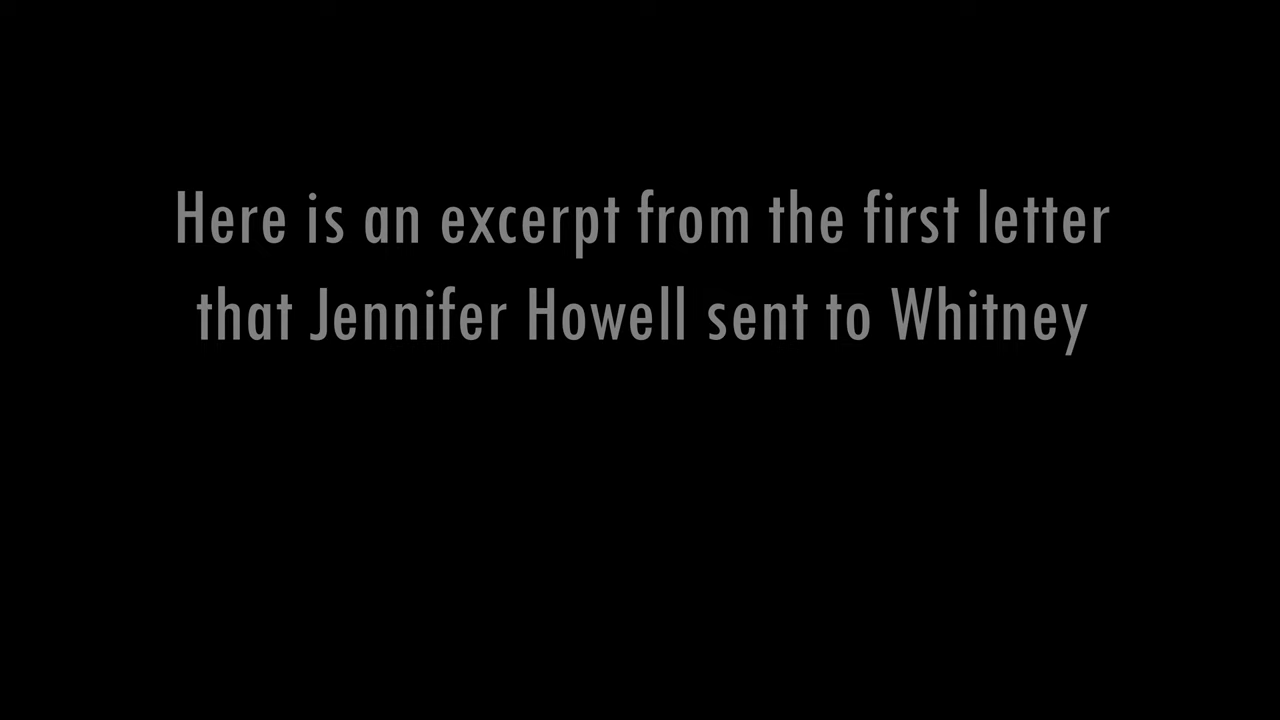 Here is an excerpt from the first letter
that Jennifer Howell sent to Whitney